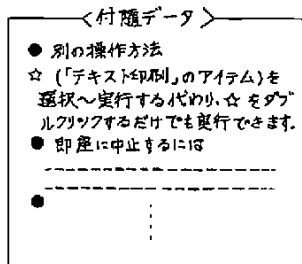 <付随データ>
● 別の操作方法
☆(「テキスト印刷」のアイテム)を
選択〜実行する代わり、☆をダブ
ルクリックするだけでも実行できます。
● 即座に中止するには
●